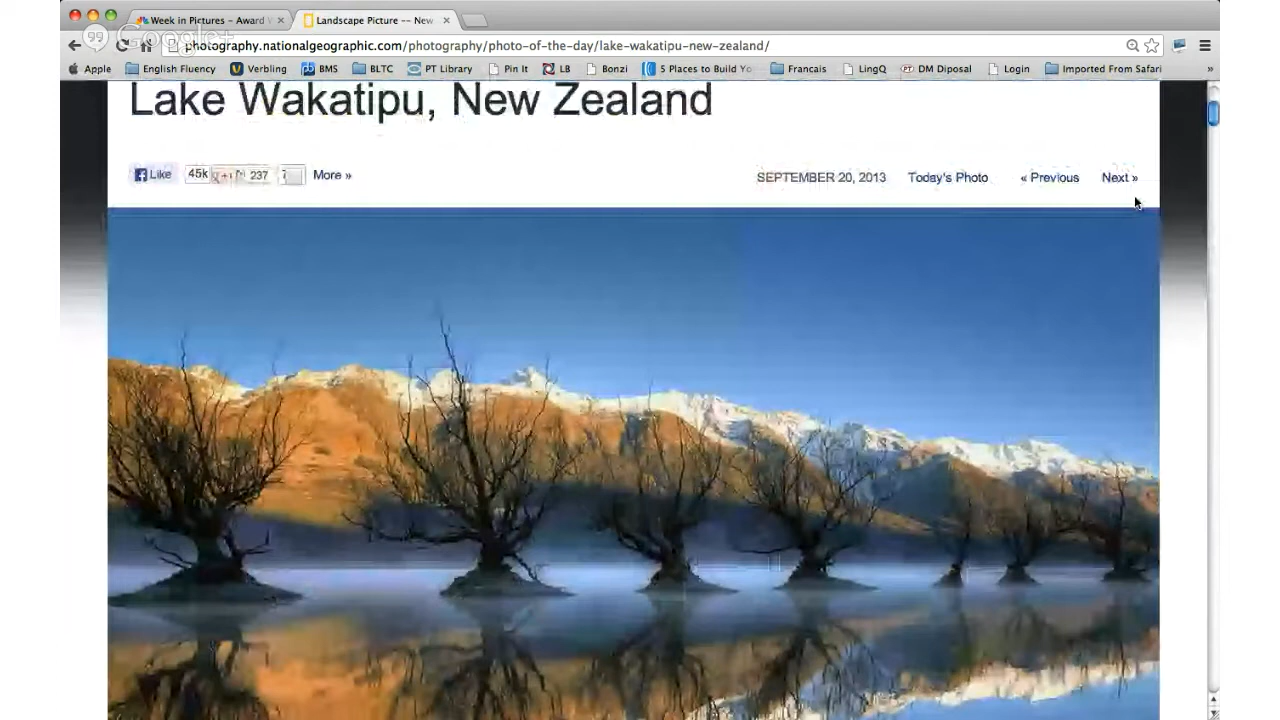 Week in Pictures - Award
Landscape Picture -- New
Google+
photography.nationalgeographic.com/photography/photo-of-the-day/lake-wakatipu-new-zealand/
Apple English Fluency Verbling BMS BLTC PT Library Pin It LB Bonzi 5 Places to Build Yo Francais LingQ DM Diposal Login Imported From Safari »
Lake Wakatipu, New Zealand
Like 45k 237 More » SEPTEMBER 20, 2013 Today's Photo « Previous Next »